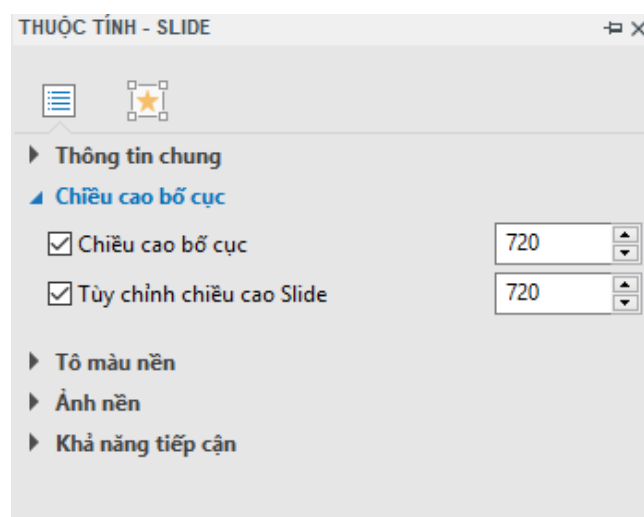 THUỘC TÍNH - SLIDE
Thông tin chung
Chiều cao bố cục
Chiều cao bố cục 720
Tùy chỉnh chiều cao Slide 720
Tô màu nền
Ảnh nền
Khả năng tiếp cận